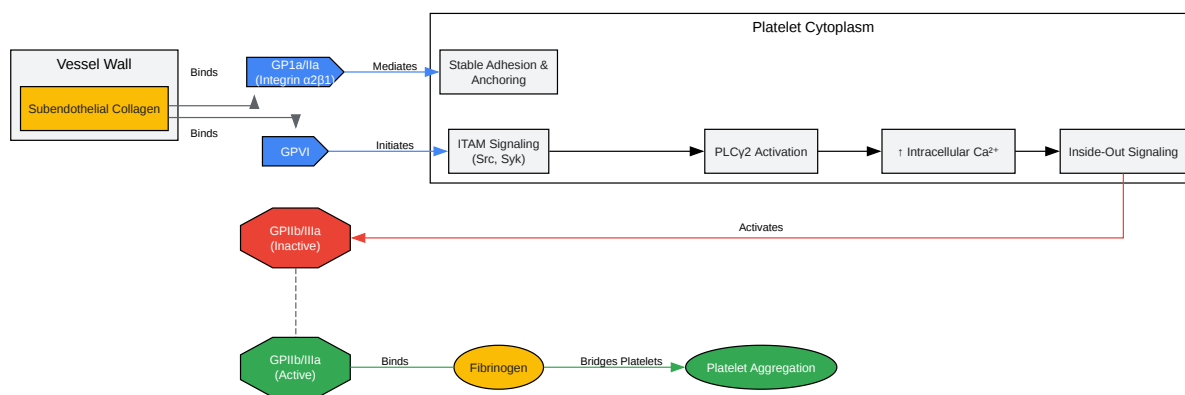 Platelet Cytoplasm
Vessel Wall
Subendothelial Collagen
Binds
Binds
GP1a/IIa
(Integrin α2β1)
Mediates
Stable Adhesion &
Anchoring
GPVI
Initiates
ITAM Signaling
(Src, Syk)
PLCγ2 Activation
↑ Intracellular Ca²⁺
Inside-Out Signaling
Activates
GPIIb/IIIa
(Inactive)
GPIIb/IIIa
(Active)
Binds
Fibrinogen
Bridges Platelets
Platelet Aggregation